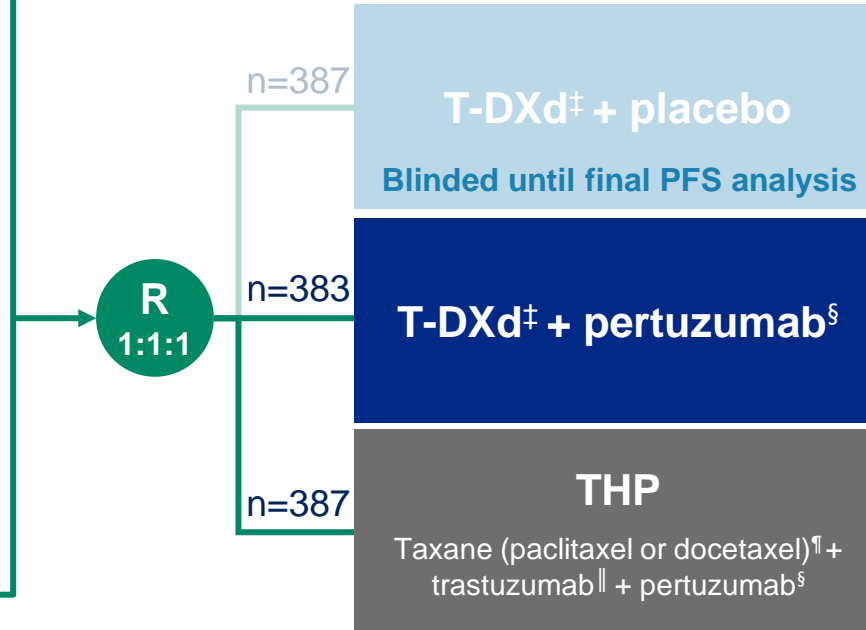 n=387
T-DXd‡ + placebo
Blinded until final PFS analysis
R
1:1:1
n=383
T-DXd‡ + pertuzumab§
n=387
THP
Taxane (paclitaxel or docetaxel)¶ +
trastuzumab‖ + pertuzumab§